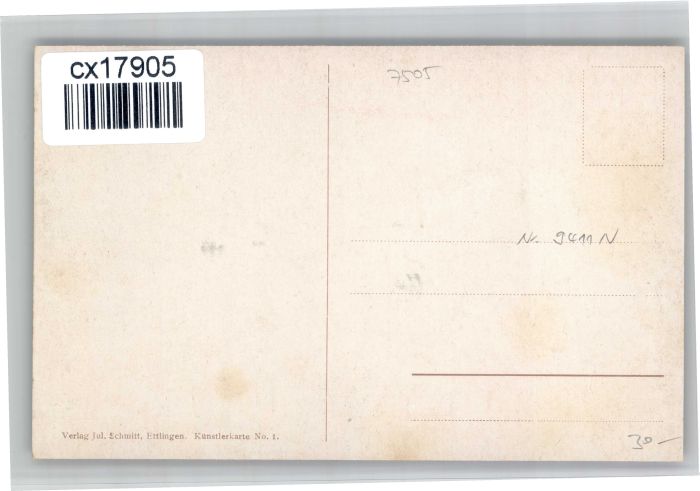 cx17905
7505
Nr. 9411 N
Verlag Jul. Schmitt, Ettlingen. Künstlerkarte No. 1.
30-